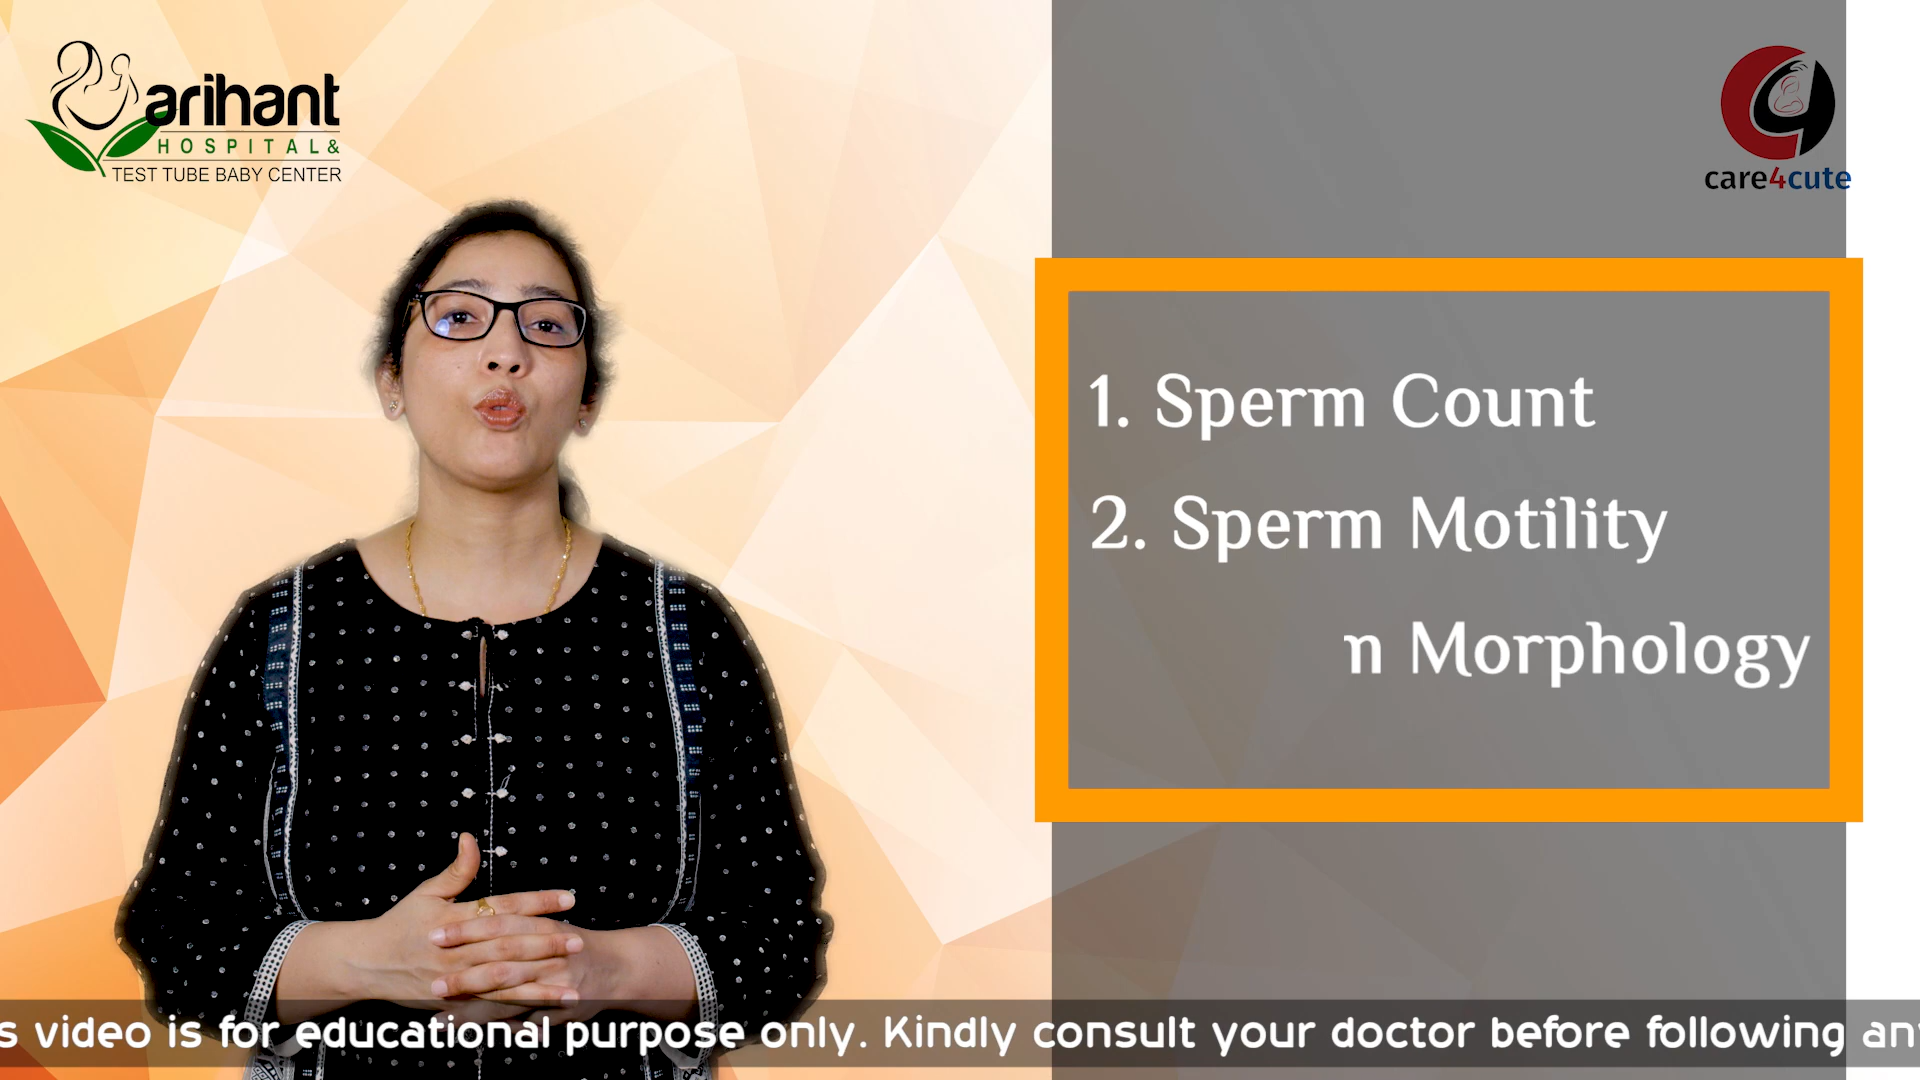 arihant
HOSPITAL &
TEST TUBE BABY CENTER
care4cute
1. Sperm Count
2. Sperm Motility
n Morphology
s video is for educational purpose only. Kindly consult your doctor before following an